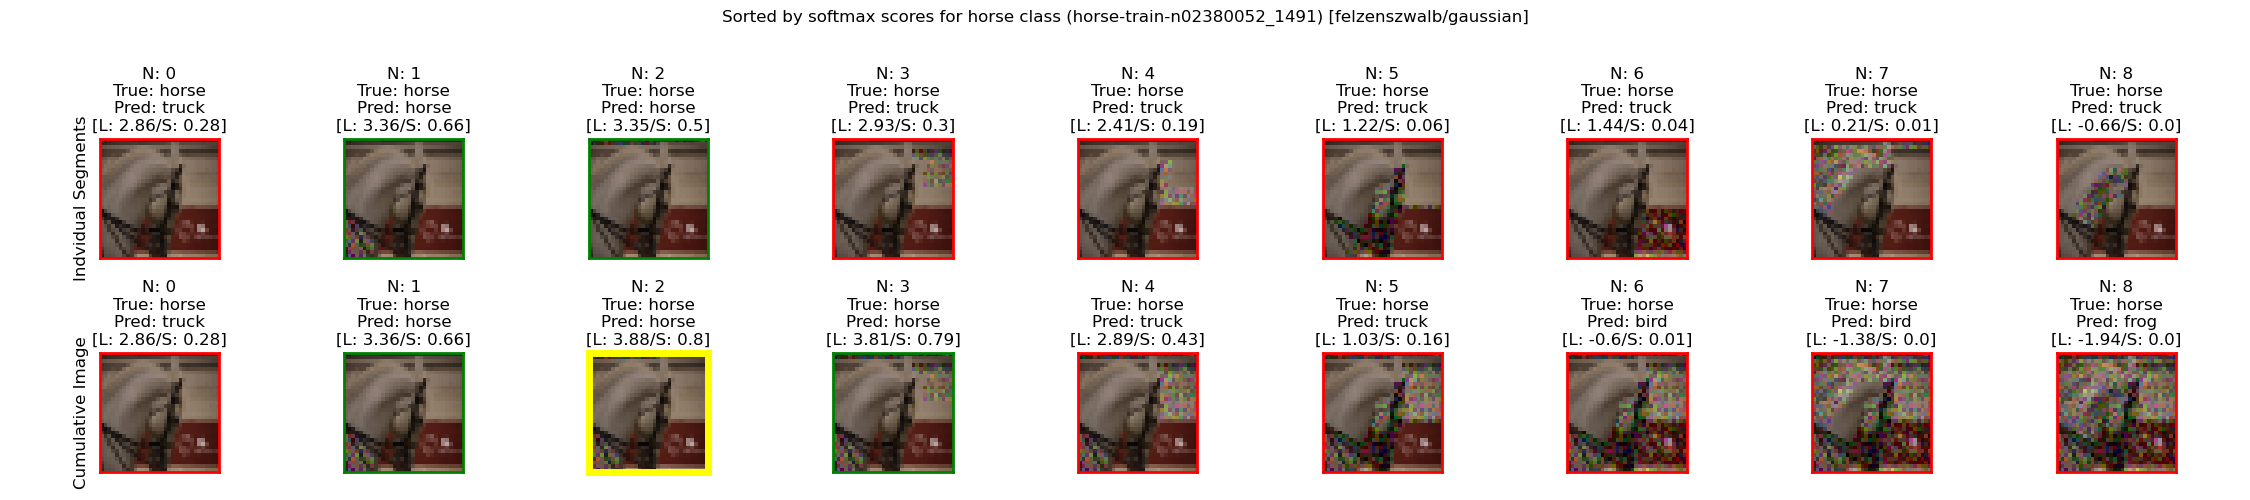 Sorted by softmax scores for horse class (horse-train-n02380052_1491) [felzenszwalb/gaussian]
Indvidual Segments
N: 0
True: horse
Pred: truck
[L: 2.86/S: 0.28]
N: 1
True: horse
Pred: horse
[L: 3.36/S: 0.66]
N: 2
True: horse
Pred: horse
[L: 3.35/S: 0.5]
N: 3
True: horse
Pred: truck
[L: 2.93/S: 0.3]
N: 4
True: horse
Pred: truck
[L: 2.41/S: 0.19]
N: 5
True: horse
Pred: truck
[L: 1.22/S: 0.06]
N: 6
True: horse
Pred: truck
[L: 1.44/S: 0.04]
N: 7
True: horse
Pred: truck
[L: 0.21/S: 0.01]
N: 8
True: horse
Pred: truck
[L: -0.66/S: 0.0]
Cumulative Image
N: 0
True: horse
Pred: truck
[L: 2.86/S: 0.28]
N: 1
True: horse
Pred: horse
[L: 3.36/S: 0.66]
N: 2
True: horse
Pred: horse
[L: 3.88/S: 0.8]
N: 3
True: horse
Pred: horse
[L: 3.81/S: 0.79]
N: 4
True: horse
Pred: truck
[L: 2.89/S: 0.43]
N: 5
True: horse
Pred: truck
[L: 1.03/S: 0.16]
N: 6
True: horse
Pred: bird
[L: -0.6/S: 0.01]
N: 7
True: horse
Pred: bird
[L: -1.38/S: 0.0]
N: 8
True: horse
Pred: frog
[L: -1.94/S: 0.0]